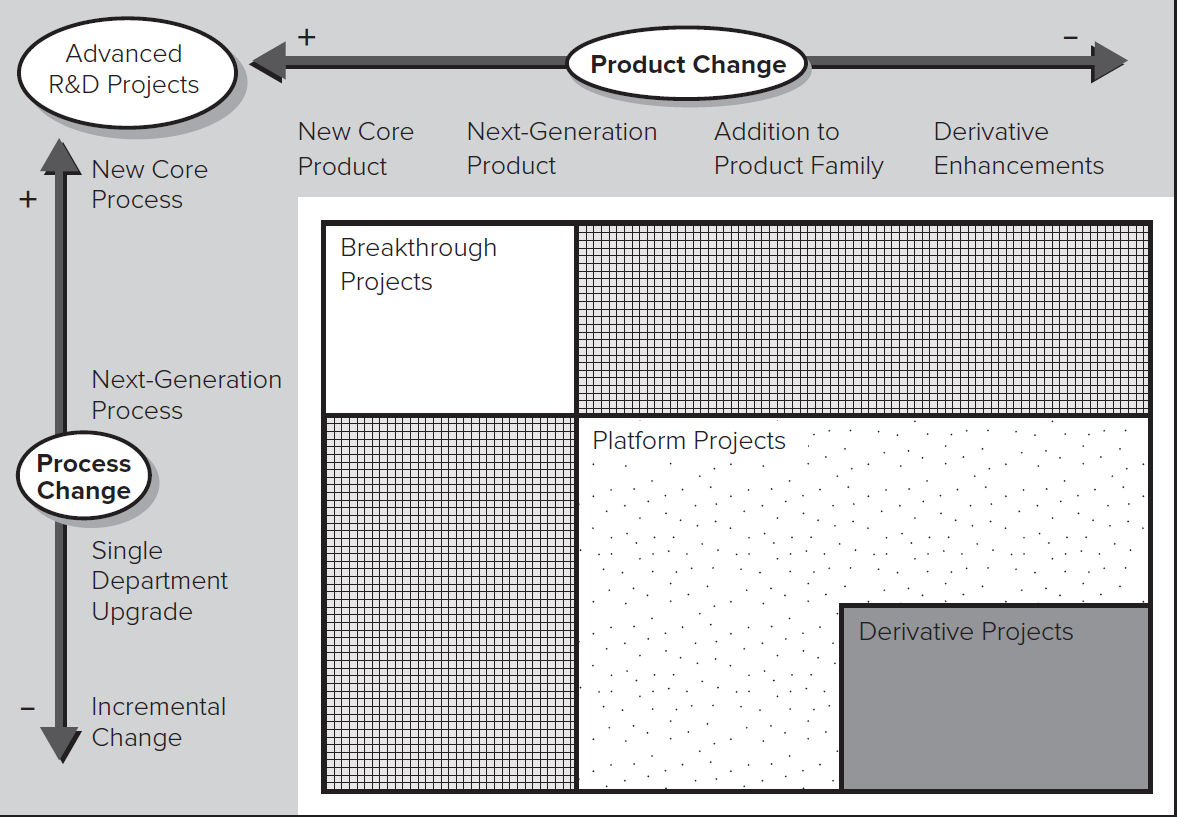 Advanced
R&D Projects
+
Product Change
−
New Core
Product
Next-Generation
Product
Addition to
Product Family
Derivative
Enhancements
New Core
Process
+
Next-Generation
Process
Process
Change
Single
Department
Upgrade
−
Incremental
Change
Breakthrough
Projects
Platform Projects
Derivative Projects